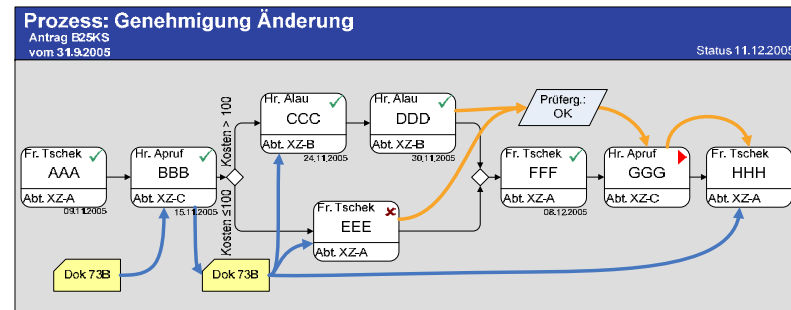 Prozess: Genehmigung Änderung
Antrag B25KS
vom 31.9.2005
Status 11.12.2005
Fr. Tschek
AAA
Abt. XZ-A
09.11.2005
Hr. Apruf
BBB
Abt. XZ-C
15.11.2005
Kosten > 100
Kosten ≤100
Hr. Alau
CCC
Abt. XZ-B
24.11.2005
Hr. Alau
DDD
Abt. XZ-B
30.11.2005
Fr. Tschek
EEE
Abt. XZ-A
Prüferg.:
OK
Fr. Tschek
FFF
Abt. XZ-A
08.12.2005
Hr. Apruf
GGG
Abt. XZ-C
Fr. Tschek
HHH
Abt. XZ-A
Dok 73B
Dok 73B